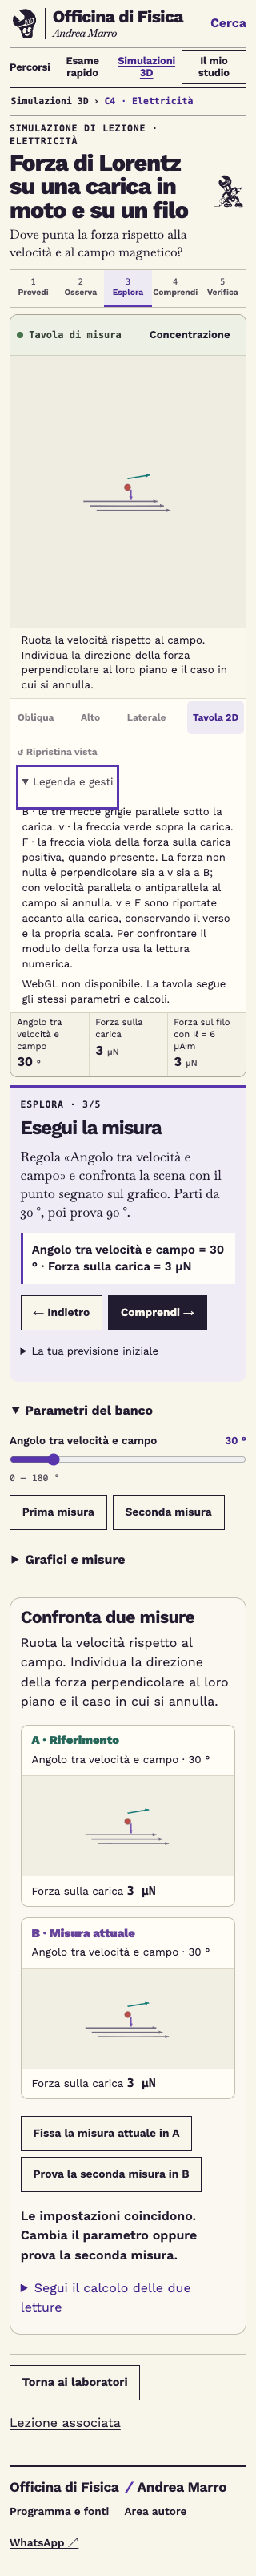 Officina di Fisica
Andrea Marro
Cerca
Percorsi
Esame
rapido
Simulazioni
3D
Il mio
studio
Simulazioni 3D › C4 · Elettricità
SIMULAZIONE DI LEZIONE ·
ELETTRICITÀ
Forza di Lorentz
su una carica in
moto e su un filo
Dove punta la forza rispetto alla
velocità e al campo magnetico?
1
Prevedi
2
Osserva
3
Esplora
4
Comprendi
5
Verifica
Tavola di misura
Concentrazione
Ruota la velocità rispetto al campo.
Individua la direzione della forza
perpendicolare al loro piano e il caso in
cui si annulla.
Obliqua
Alto
Laterale
Tavola 2D
↺ Ripristina vista
▼ Legenda e gesti
B · le tre frecce grigie parallele sotto la
carica. v · la freccia verde sopra la carica.
F · la freccia viola della forza sulla carica
positiva, quando presente. La forza non
nulla è perpendicolare sia a v sia a B;
con velocità parallela o antiparallela al
campo si annulla. v e F sono riportate
accanto alla carica, conservando il verso
e la propria scala. Per confrontare il
modulo della forza usa la lettura
numerica.
WebGL non disponibile. La tavola segue
gli stessi parametri e calcoli.
Angolo tra
velocità e
campo
30 °
Forza sulla
carica
3 µN
Forza sul filo
con Iℓ = 6
µA·m
3 µN
ESPLORA · 3/5
Esegui la misura
Regola «Angolo tra velocità e
campo» e confronta la scena con il
punto segnato sul grafico. Parti da
30 °, poi prova 90 °.
Angolo tra velocità e campo = 30
° · Forza sulla carica = 3 µN
← Indietro
Comprendi →
▶ La tua previsione iniziale
▼ Parametri del banco
Angolo tra velocità e campo
30 °
0 — 180 °
Prima misura
Seconda misura
▶ Grafici e misure
Confronta due misure
Ruota la velocità rispetto al
campo. Individua la direzione
della forza perpendicolare al loro
piano e il caso in cui si annulla.
A · Riferimento
Angolo tra velocità e campo · 30 °
Forza sulla carica 3 µN
B · Misura attuale
Angolo tra velocità e campo · 30 °
Forza sulla carica 3 µN
Fissa la misura attuale in A
Prova la seconda misura in B
Le impostazioni coincidono.
Cambia il parametro oppure
prova la seconda misura.
▶ Segui il calcolo delle due
letture
Torna ai laboratori
Lezione associata
Officina di Fisica / Andrea Marro
Programma e fonti
Area autore
WhatsApp ↗